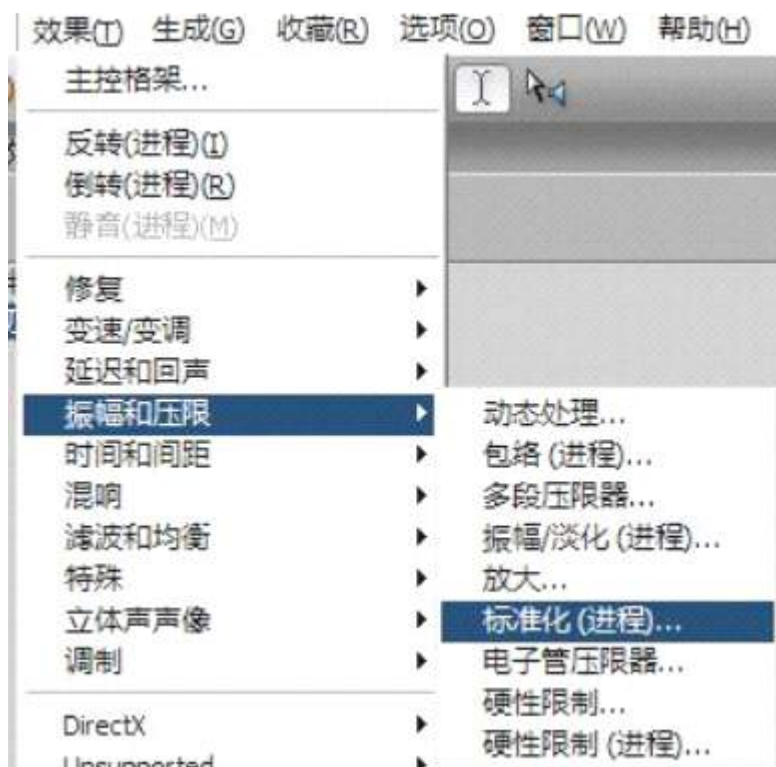 效果(T) 生成(G) 收藏(R) 选项(O) 窗口(W) 帮助(H)
主控格架...
反转(进程)(I)
倒转(进程)(R)
静音(进程)(M)
修复
变速/变调
延迟和回声
振幅和压限
时间和间距
混响
滤波和均衡
特殊
立体声声像
调制
DirectX
Unsupported
动态处理...
包络 (进程)...
多段压限器...
振幅/淡化 (进程)...
放大...
标准化 (进程)...
电子管压限器...
硬性限制...
硬性限制 (进程)...